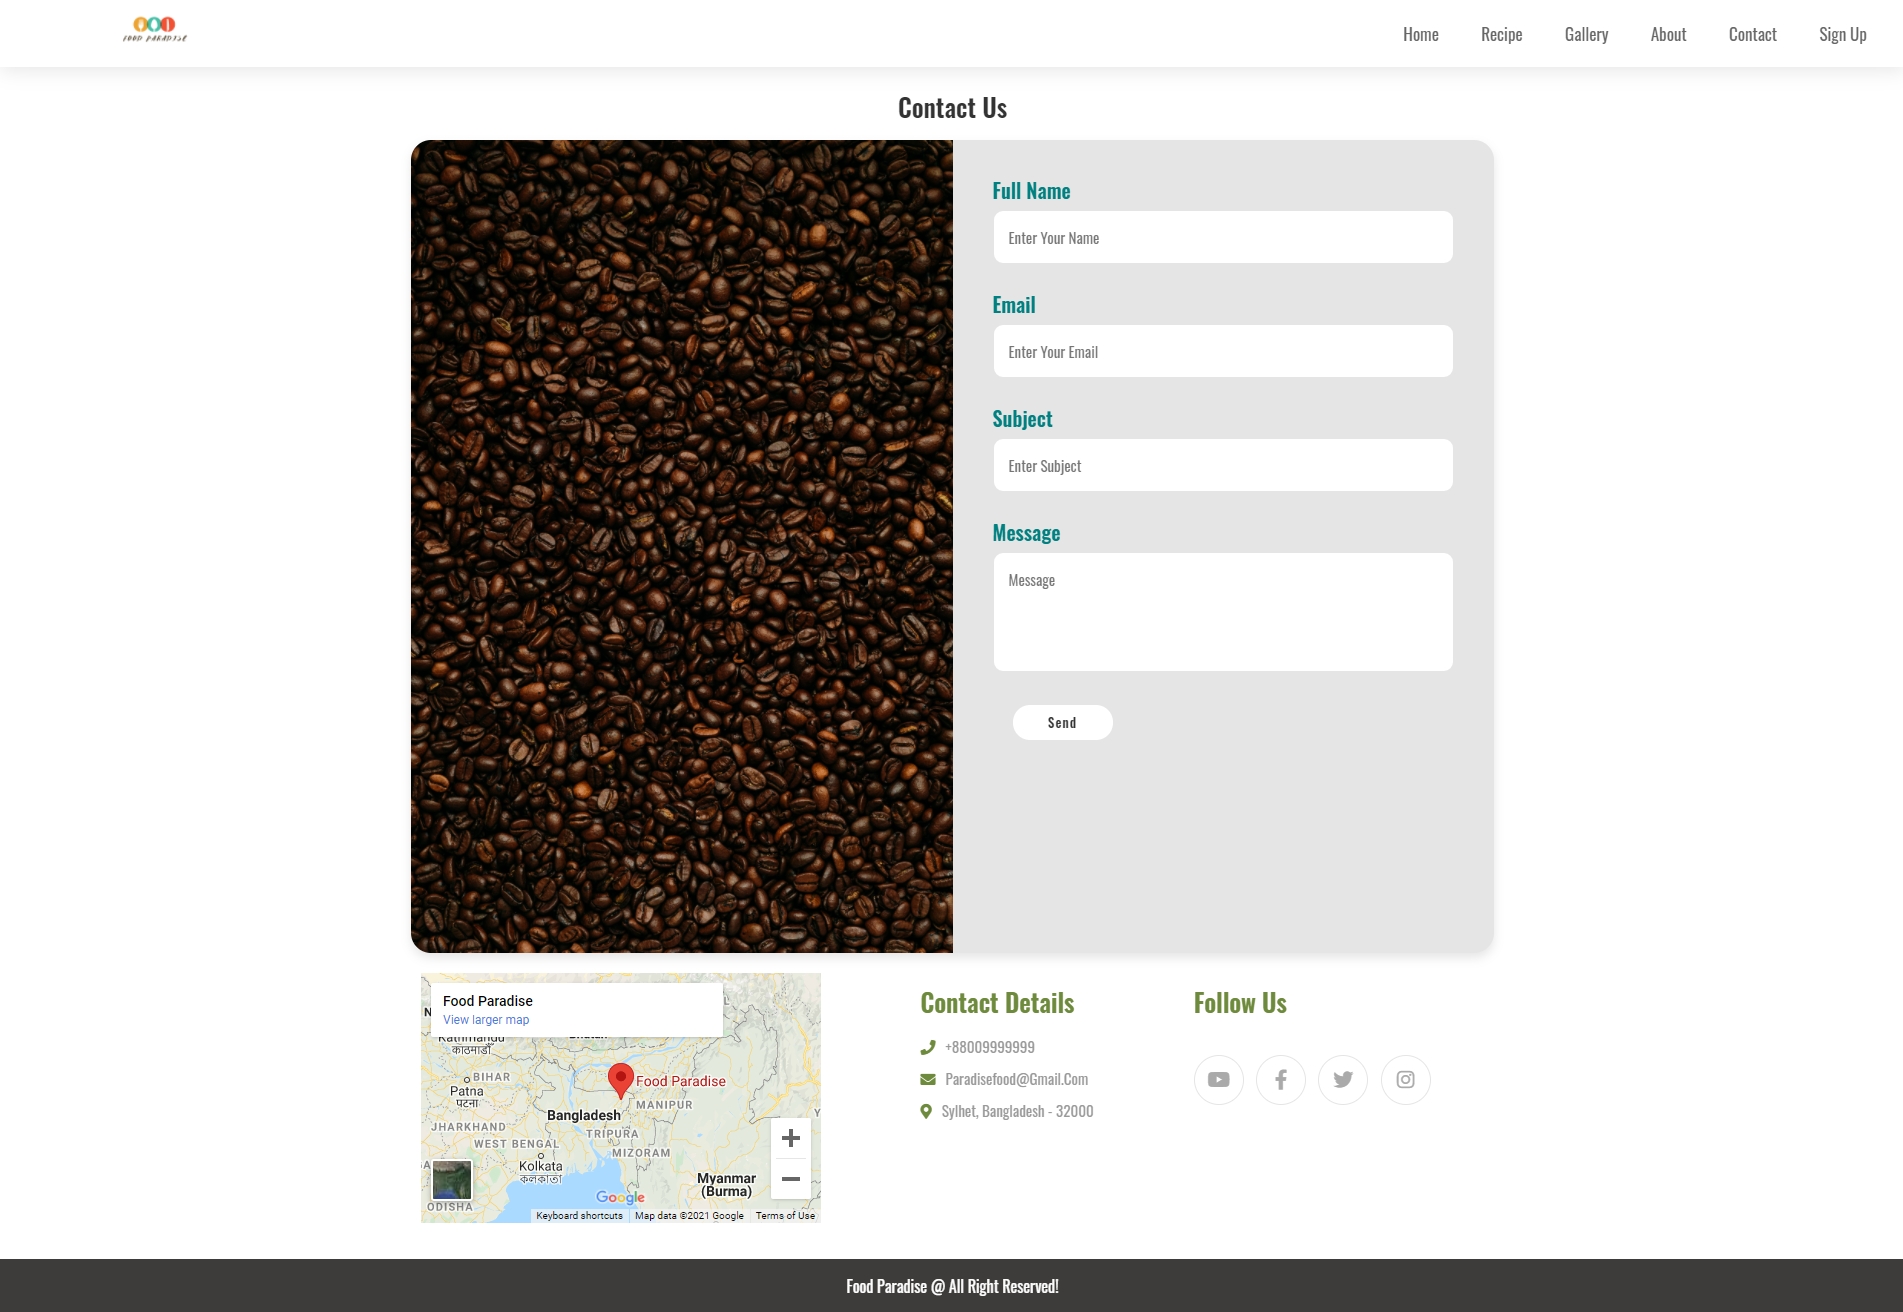 FOOD PARADISE
Home Recipe Gallery About Contact Sign Up
Contact Us
Full Name
Enter Your Name
Email
Enter Your Email
Subject
Enter Subject
Message
Message
Send
Food Paradise
View larger map
Kathmandu
काठमाडौं
BIHAR
Patna
पटना
Food Paradise
MANIPUR
Bangladesh
JHARKHAND
TRIPURA
WEST BENGAL
MIZORAM
Kolkata
কলকাতা
Myanmar
(Burma)
ODISHA
Google
Keyboard shortcuts Map data ©2021 Google Terms of Use
Contact Details
+88009999999
Paradisefood@Gmail.Com
Sylhet, Bangladesh - 32000
Follow Us
Food Paradise @ All Right Reserved!